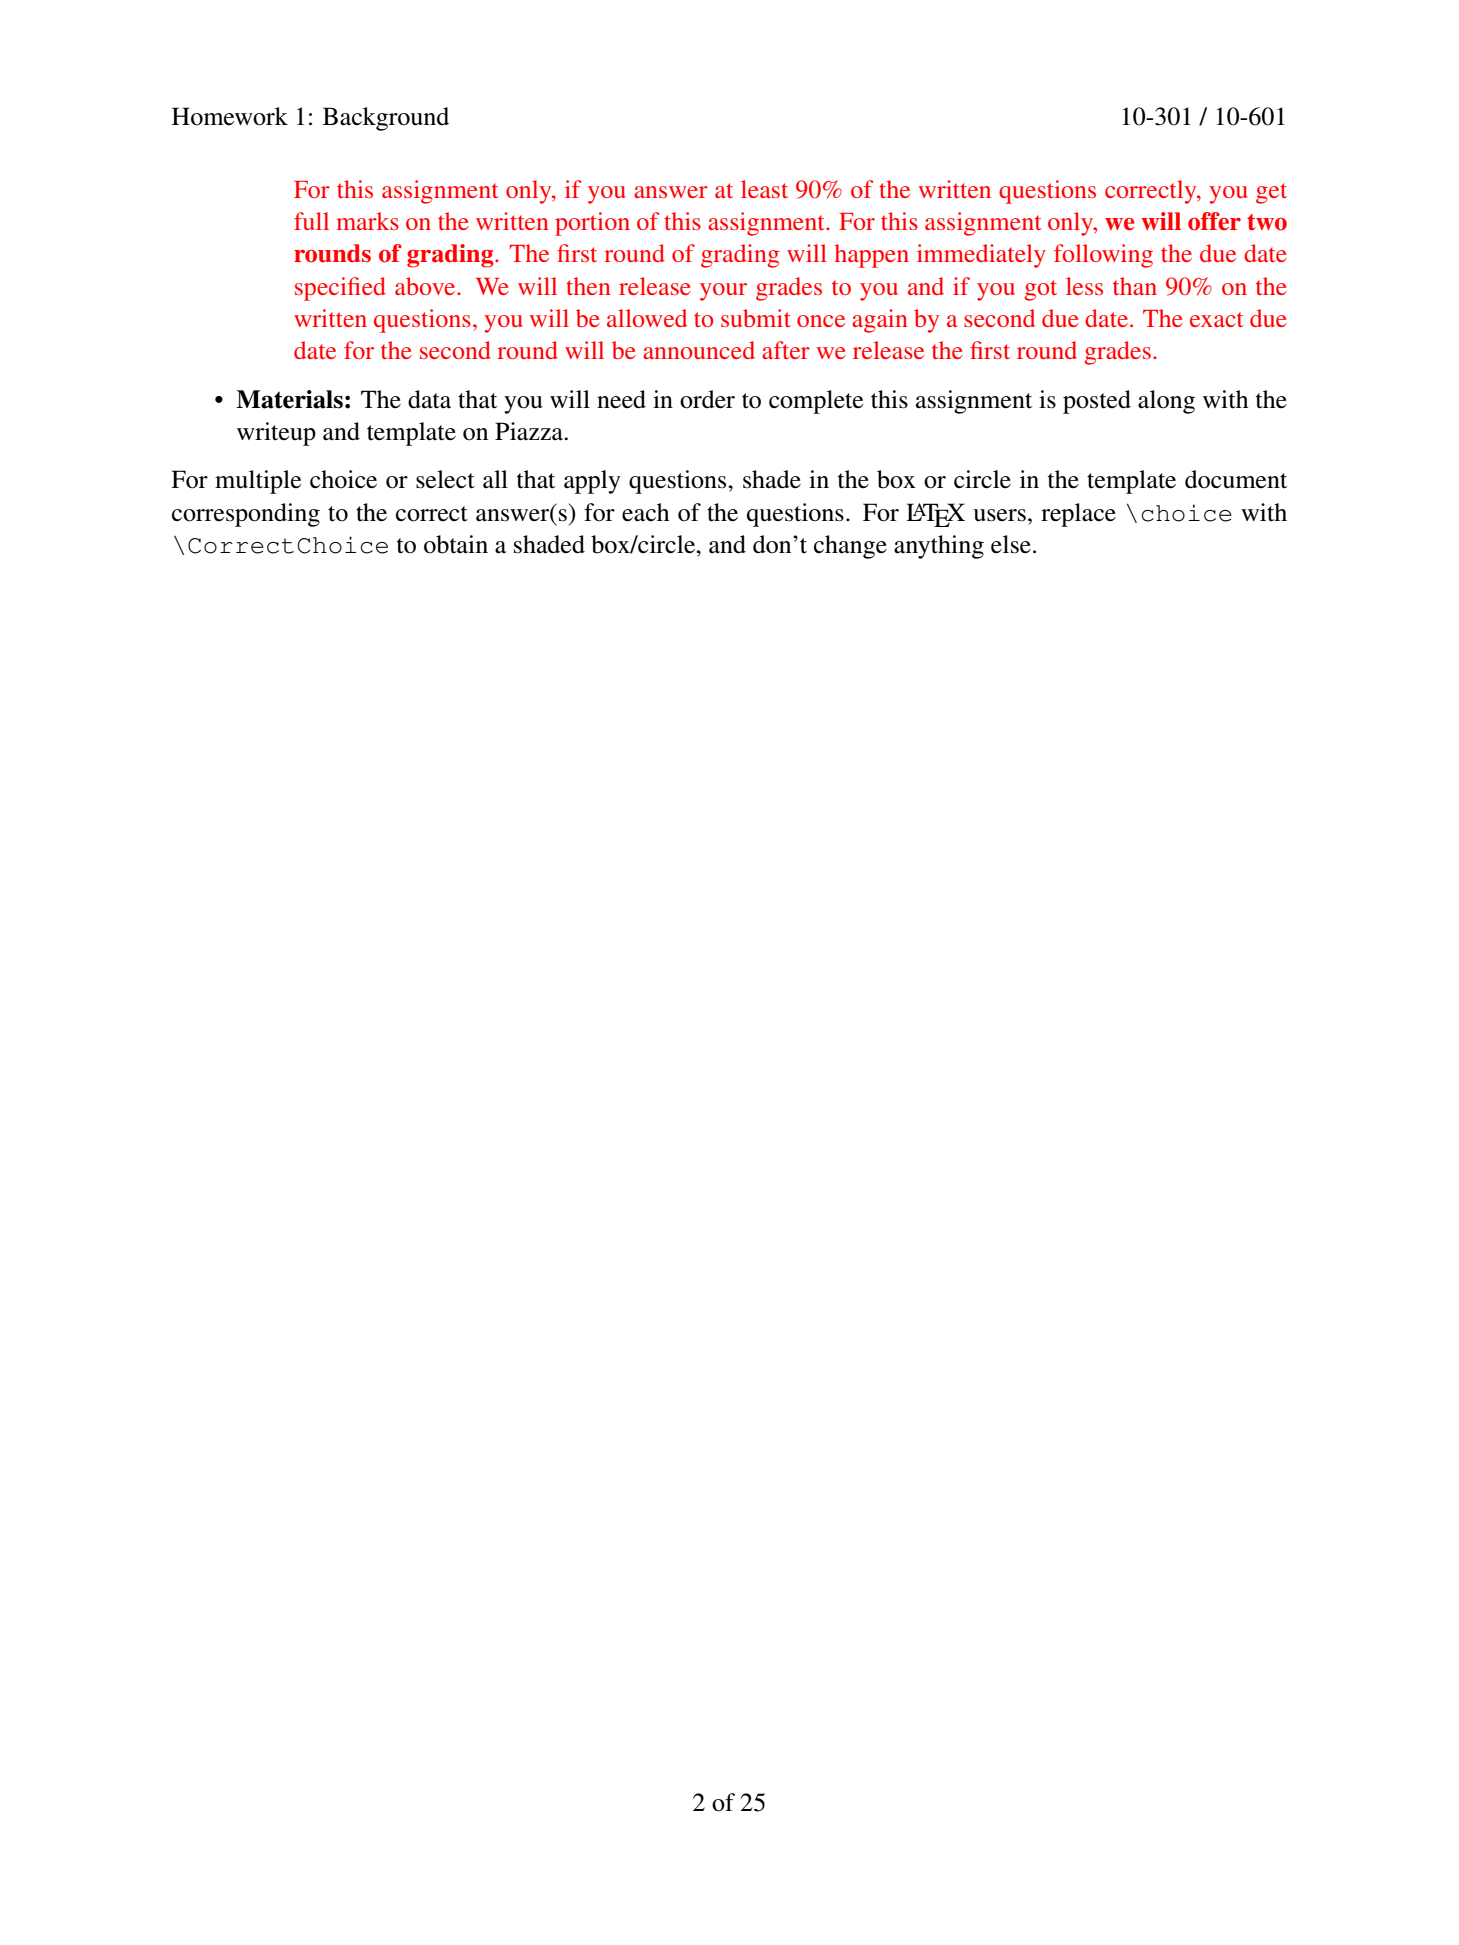 Homework 1: Background 10-301 / 10-601
For this assignment only, if you answer at least 90% of the written questions correctly, you get
full marks on the written portion of this assignment. For this assignment only, we will offer two
rounds of grading. The first round of grading will happen immediately following the due date
specified above. We will then release your grades to you and if you got less than 90% on the
written questions, you will be allowed to submit once again by a second due date. The exact due
date for the second round will be announced after we release the first round grades.
• Materials: The data that you will need in order to complete this assignment is posted along with the
writeup and template on Piazza.
For multiple choice or select all that apply questions, shade in the box or circle in the template document
corresponding to the correct answer(s) for each of the questions. For LATEX users, replace \choice with
\CorrectChoice to obtain a shaded box/circle, and don't change anything else.
2 of 25